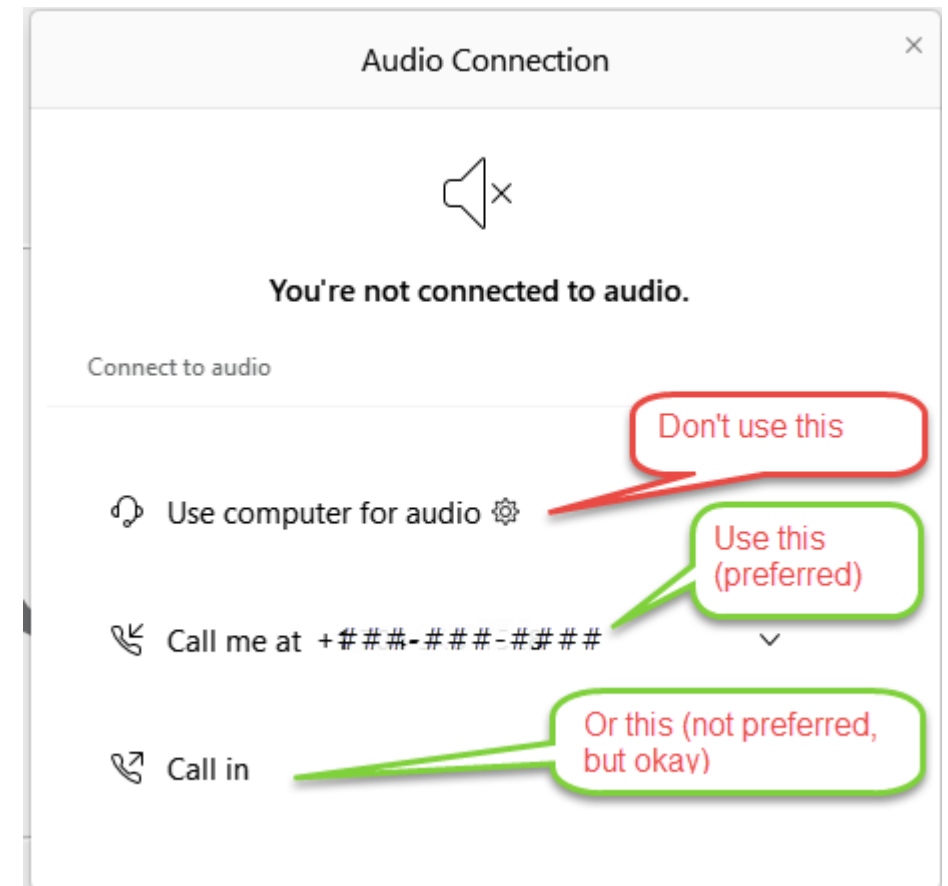 Audio Connection
You're not connected to audio.
Connect to audio
Don't use this
Use computer for audio
Use this
(preferred)
Call me at +###-###-####
Or this (not preferred,
but okay)
Call in